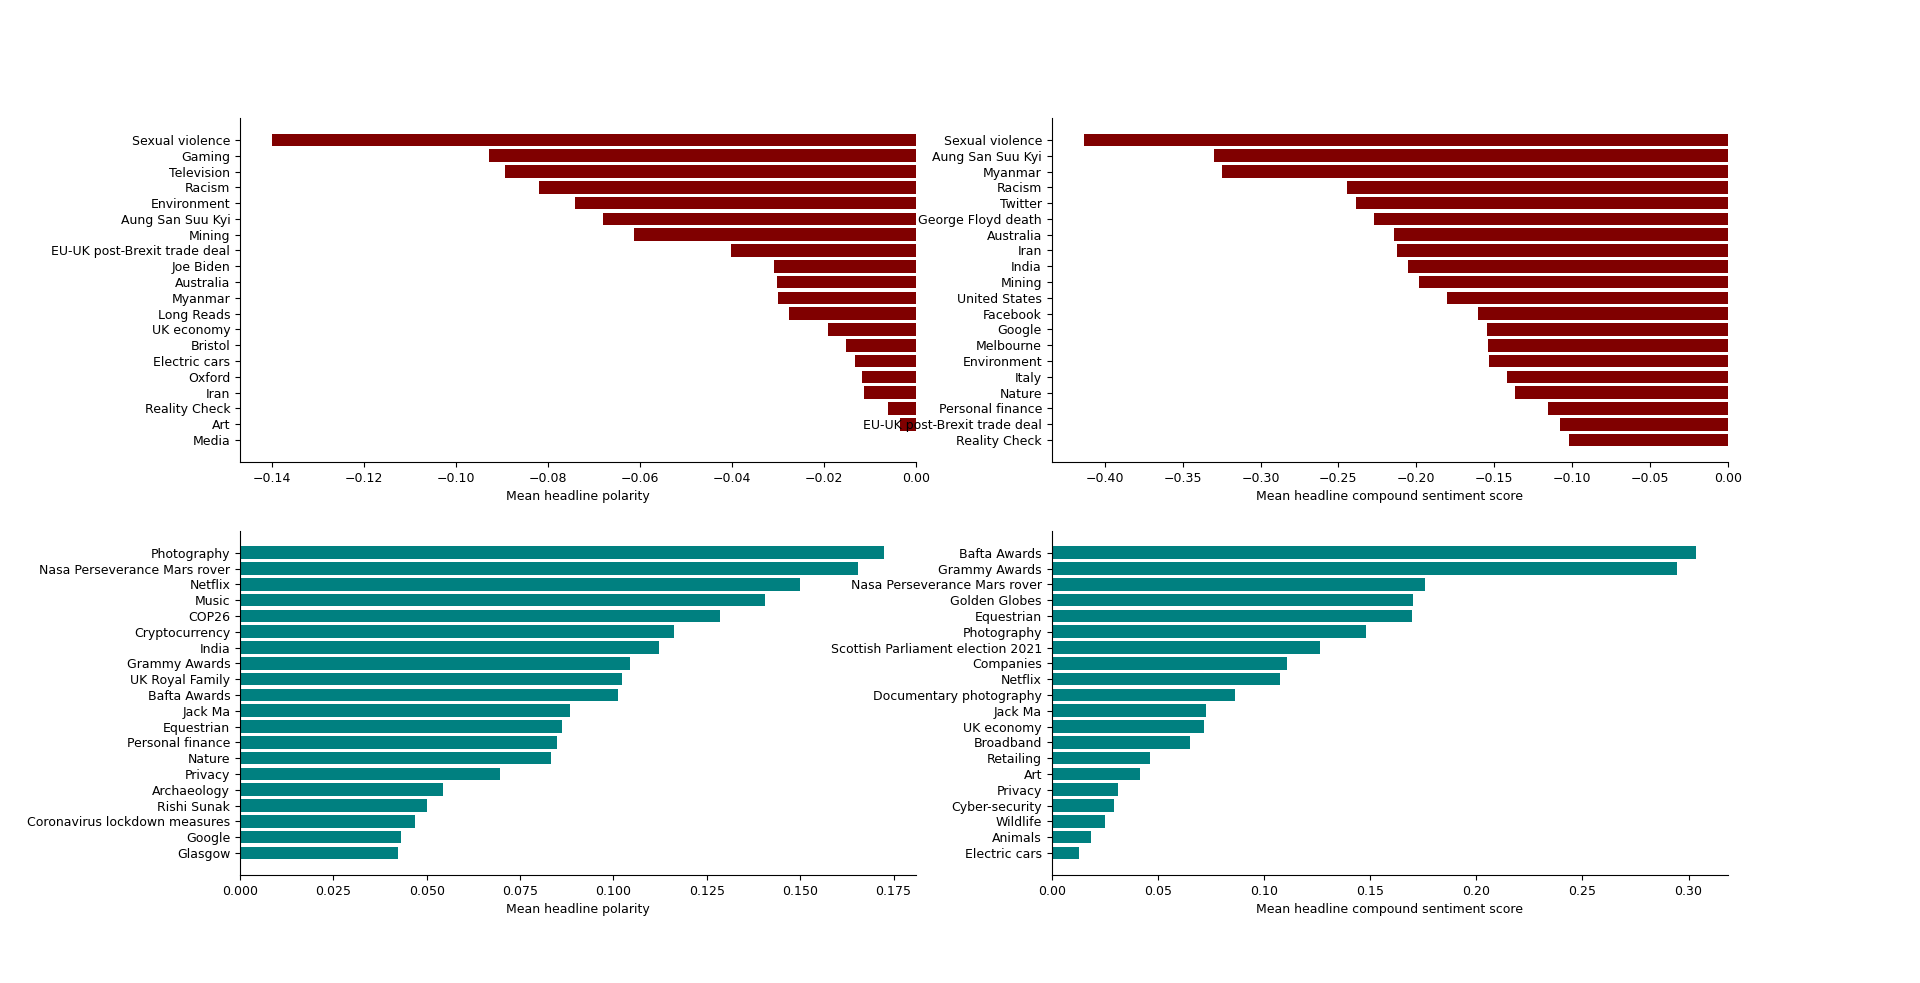 Sexual violence
Gaming
Television
Racism
Environment
Aung San Suu Kyi
Mining
EU-UK post-Brexit trade deal
Joe Biden
Australia
Myanmar
Long Reads
UK economy
Bristol
Electric cars
Oxford
Iran
Reality Check
Art
Media
−0.14 −0.12 −0.10 −0.08 −0.06 −0.04 −0.02 0.00
Mean headline polarity
Sexual violence
Aung San Suu Kyi
Myanmar
Racism
Twitter
George Floyd death
Australia
Iran
India
Mining
United States
Facebook
Google
Melbourne
Environment
Italy
Nature
Personal finance
EU-UK post-Brexit trade deal
Reality Check
−0.40 −0.35 −0.30 −0.25 −0.20 −0.15 −0.10 −0.05 0.00
Mean headline compound sentiment score
Photography
Nasa Perseverance Mars rover
Netflix
Music
COP26
Cryptocurrency
India
Grammy Awards
UK Royal Family
Bafta Awards
Jack Ma
Equestrian
Personal finance
Nature
Privacy
Archaeology
Rishi Sunak
Coronavirus lockdown measures
Google
Glasgow
0.000 0.025 0.050 0.075 0.100 0.125 0.150 0.175
Mean headline polarity
Bafta Awards
Grammy Awards
Nasa Perseverance Mars rover
Golden Globes
Equestrian
Photography
Scottish Parliament election 2021
Companies
Netflix
Documentary photography
Jack Ma
UK economy
Broadband
Retailing
Art
Privacy
Cyber-security
Wildlife
Animals
Electric cars
0.00 0.05 0.10 0.15 0.20 0.25 0.30
Mean headline compound sentiment score